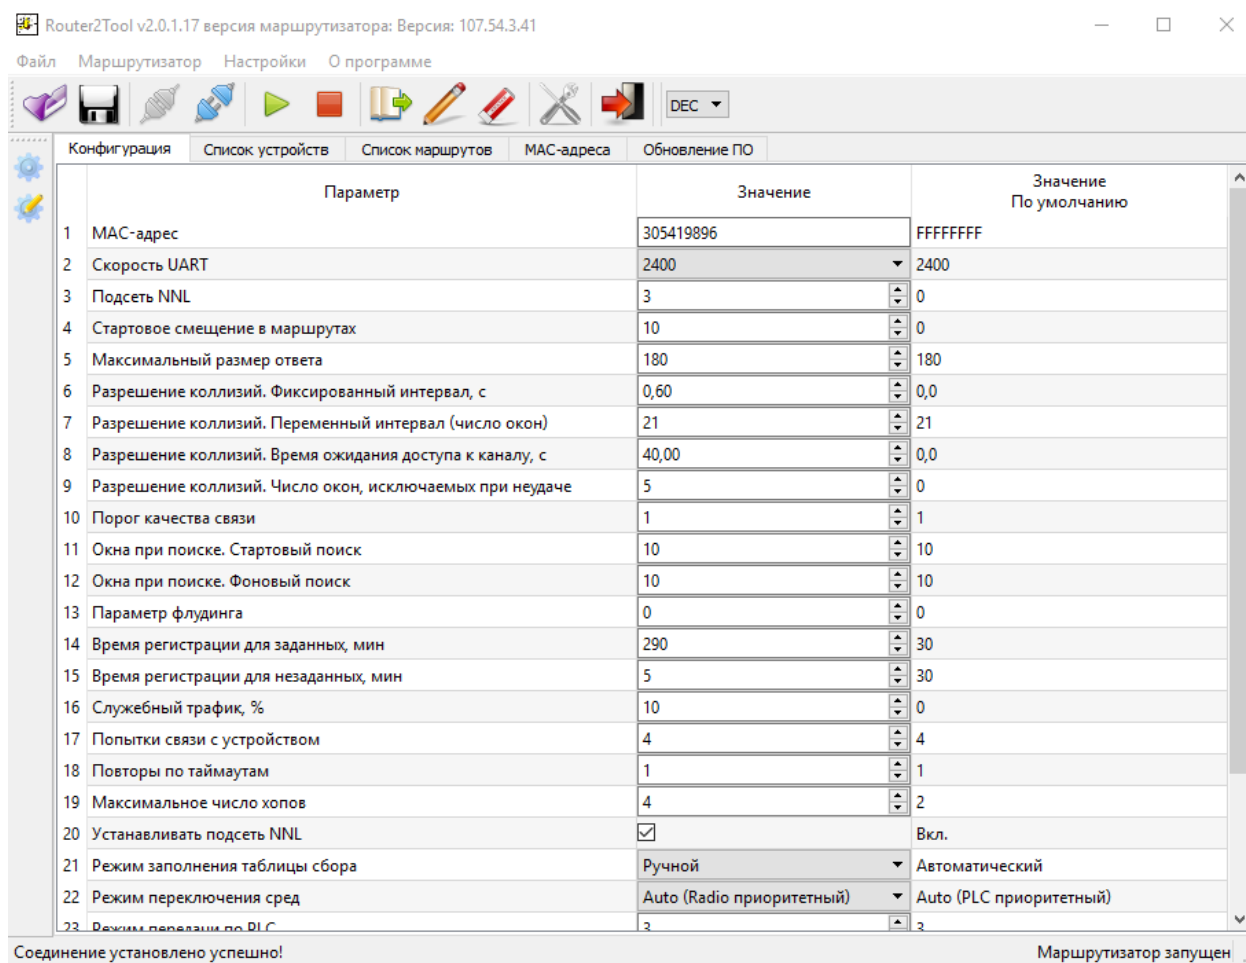 Router2Tool v2.0.1.17 версия маршрутизатора: Версия: 107.54.3.41
Файл Маршрутизатор Настройки О программе
DEC
Конфигурация Список устройств Список маршрутов MAC-адреса Обновление ПО
Параметр Значение Значение
По умолчанию
1 MAC-адрес 305419896 FFFFFFFF
2 Скорость UART 2400 2400
3 Подсеть NNL 3 0
4 Стартовое смещение в маршрутах 10 0
5 Максимальный размер ответа 180 180
6 Разрешение коллизий. Фиксированный интервал, с 0,60 0,0
7 Разрешение коллизий. Переменный интервал (число окон) 21 21
8 Разрешение коллизий. Время ожидания доступа к каналу, с 40,00 0,0
9 Разрешение коллизий. Число окон, исключаемых при неудаче 5 0
10 Порог качества связи 1 1
11 Окна при поиске. Стартовый поиск 10 10
12 Окна при поиске. Фоновый поиск 10 10
13 Параметр флудинга 0 0
14 Время регистрации для заданных, мин 290 30
15 Время регистрации для незаданных, мин 5 30
16 Служебный трафик, % 10 0
17 Попытки связи с устройством 4 4
18 Повторы по таймаутам 1 1
19 Максимальное число хопов 4 2
20 Устанавливать подсеть NNL Вкл.
21 Режим заполнения таблицы сбора Ручной Автоматический
22 Режим переключения сред Auto (Radio приоритетный) Auto (PLC приоритетный)
23 Режим передачи по PLC 3 3
Соединение установлено успешно! Маршрутизатор запущен